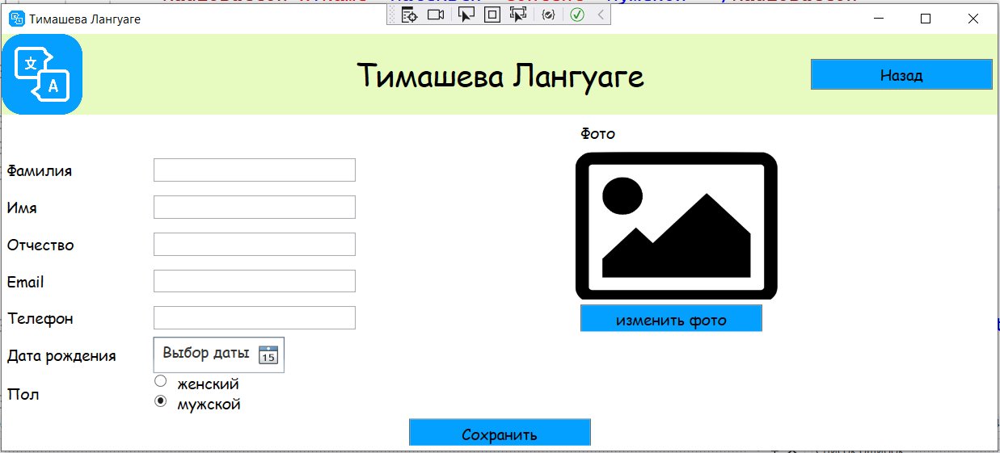 Тимашева Лангуаге
文
A
Тимашева Лангуаге
Назад
Фото
Фамилия
Имя
Отчество
Email
Телефон
изменить фото
Дата рождения
Выбор даты
15
Пол
женский
мужской
Сохранить